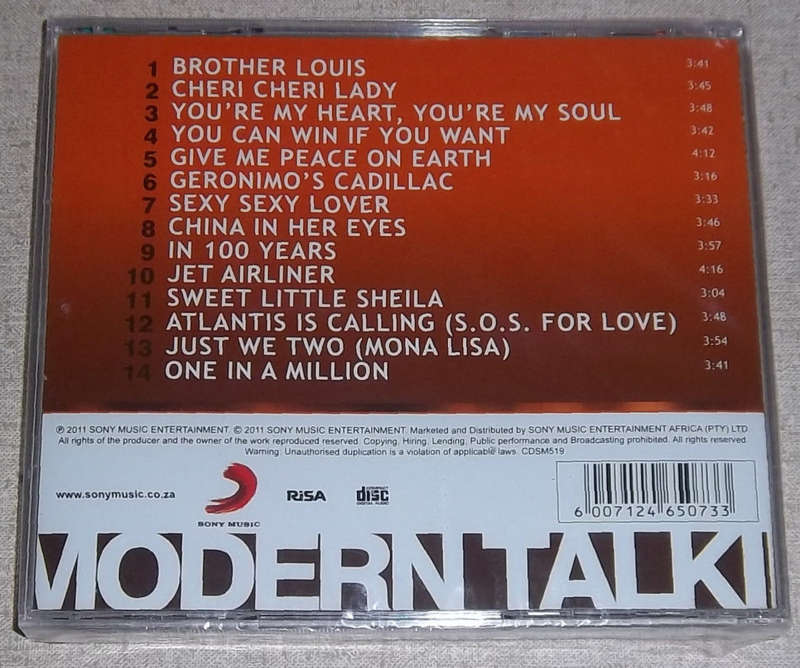 1 BROTHER LOUIS 3:41
2 CHERI CHERI LADY 3:45
3 YOU'RE MY HEART, YOU'RE MY SOUL 3:48
4 YOU CAN WIN IF YOU WANT 3:42
5 GIVE ME PEACE ON EARTH 4:12
6 GERONIMO'S CADILLAC 3:16
7 SEXY SEXY LOVER 3:33
8 CHINA IN HER EYES 3:46
9 IN 100 YEARS 3:57
10 JET AIRLINER 4:16
11 SWEET LITTLE SHEILA 3:04
12 ATLANTIS IS CALLING (S.O.S. FOR LOVE) 3:48
13 JUST WE TWO (MONA LISA) 3:54
14 ONE IN A MILLION 3:41
℗ 2011 SONY MUSIC ENTERTAINMENT. © 2011 SONY MUSIC ENTERTAINMENT. Marketed and Distributed by SONY MUSIC ENTERTAINMENT AFRICA (PTY) LTD
All rights of the producer and the owner of the work reproduced reserved. Copying, Hiring, Lending, Public performance and Broadcasting prohibited. All rights reserved.
Warning: Unauthorised duplication is a violation of applicable laws. CDSM519
www.sonymusic.co.za
SONY MUSIC
RiSA
COMPACT
disc
DIGITAL AUDIO
6 007124 650733
MODERN TALKI